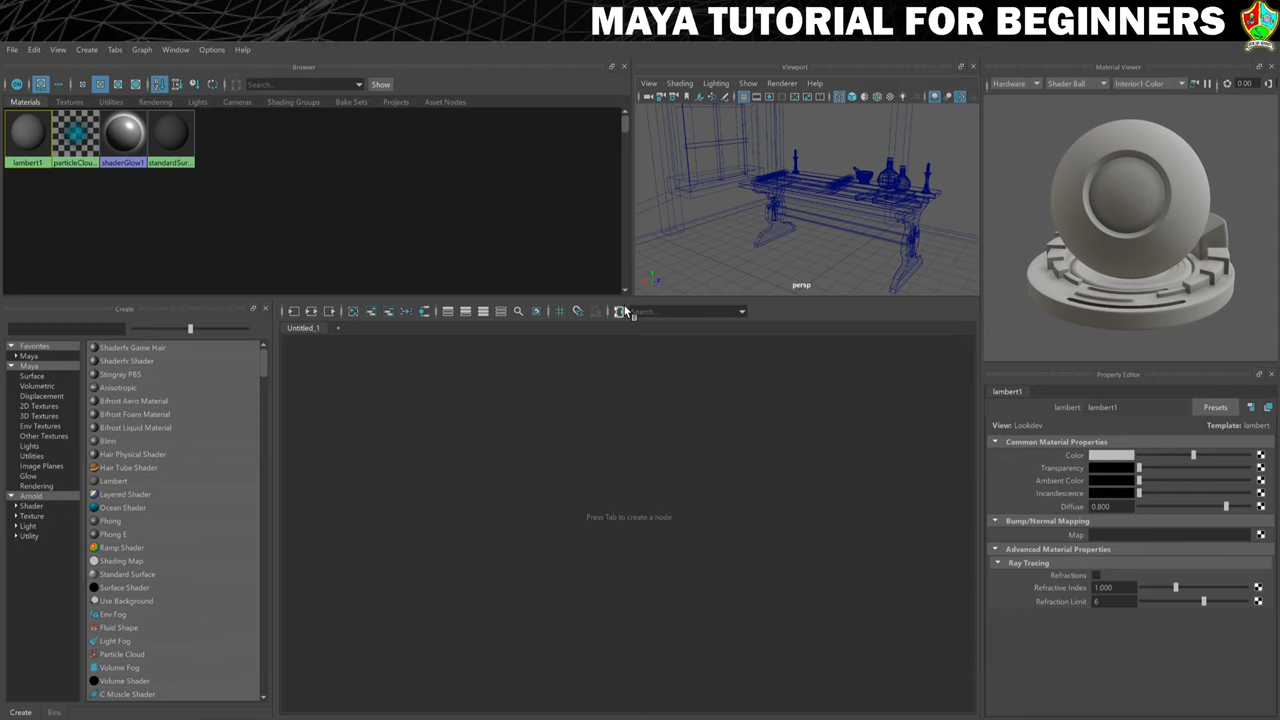 MAYA TUTORIAL FOR BEGINNERS
File Edit View Create Tabs Graph Window Options Help
Browser
Search...
Show
Materials Textures Utilities Rendering Lights Cameras Shading Groups Bake Sets Projects Asset Nodes
lambert1 particleClou... shaderGlow1 standardSur...
Viewport
View Shading Lighting Show Renderer Help
persp
Material Viewer
Hardware Shader Ball Interior1 Color 0.00
Create
Favorites
Maya
Maya
Surface
Volumetric
Displacement
2D Textures
3D Textures
Env Textures
Other Textures
Lights
Utilities
Image Planes
Glow
Rendering
Arnold
Shader
Texture
Light
Utility
Shaderfx Game Hair
Shaderfx Shader
Stingray PBS
Anisotropic
Bifrost Aero Material
Bifrost Foam Material
Bifrost Liquid Material
Blinn
Hair Physical Shader
Hair Tube Shader
Lambert
Layered Shader
Ocean Shader
Phong
Phong E
Ramp Shader
Shading Map
Standard Surface
Surface Shader
Use Background
Env Fog
Fluid Shape
Light Fog
Particle Cloud
Volume Fog
Volume Shader
C Muscle Shader
Create Bins
Search...
Untitled_1 +
Press Tab to create a node
Property Editor
lambert1
lambert: lambert1 Presets
View: Lookdev Template: lambert
Common Material Properties
Color
Transparency
Ambient Color
Incandescence
Diffuse 0.800
Bump/Normal Mapping
Map
Advanced Material Properties
Ray Tracing
Refractions
Refractive Index 1.000
Refraction Limit 6